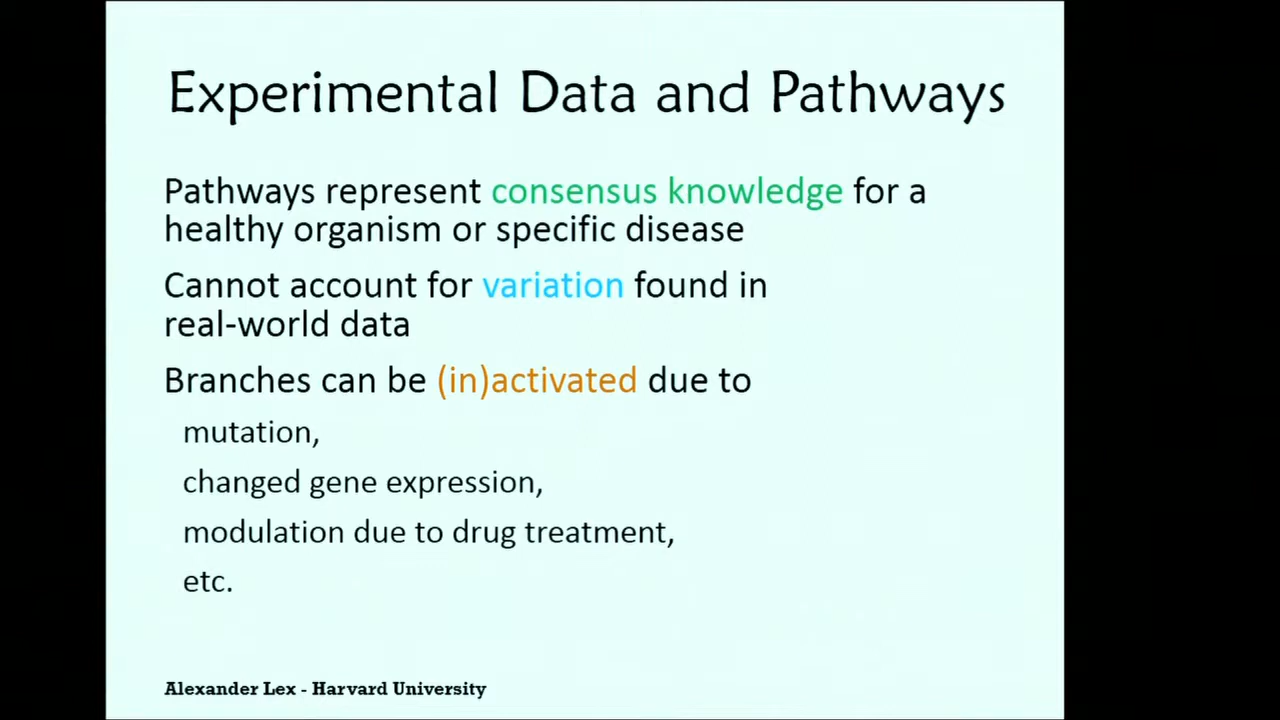 Experimental Data and Pathways
Pathways represent consensus knowledge for a
healthy organism or specific disease
Cannot account for variation found in
real-world data
Branches can be (in)activated due to
mutation,
changed gene expression,
modulation due to drug treatment,
etc.
Alexander Lex - Harvard University